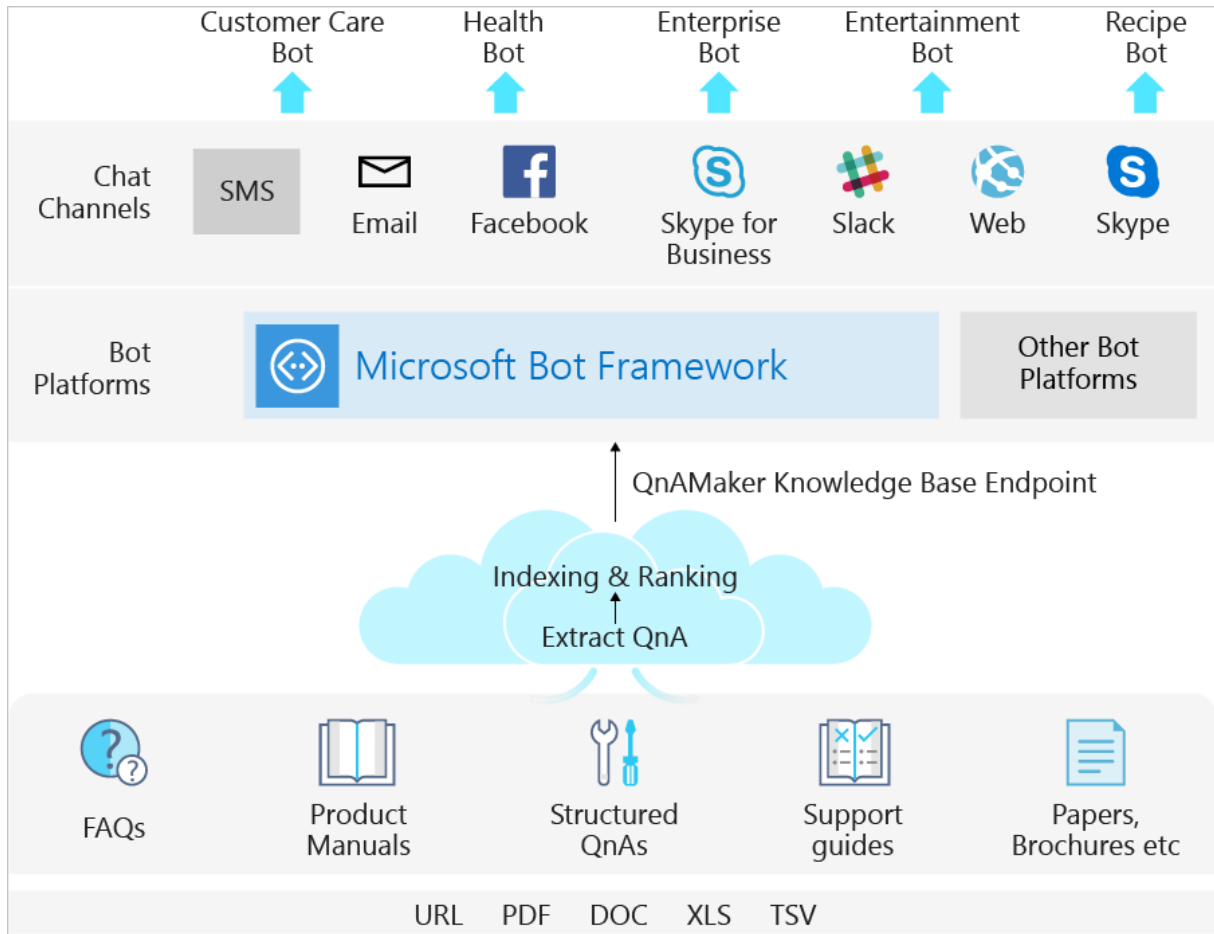 Customer Care
Bot
Health
Bot
Enterprise
Bot
Entertainment
Bot
Recipe
Bot
Chat
Channels
SMS
Email
Facebook
Skype for
Business
Slack
Web
Skype
Bot
Platforms
Microsoft Bot Framework
Other Bot
Platforms
QnAMaker Knowledge Base Endpoint
Indexing & Ranking
Extract QnA
FAQs
Product
Manuals
Structured
QnAs
Support
guides
Papers,
Brochures etc
URL PDF DOC XLS TSV